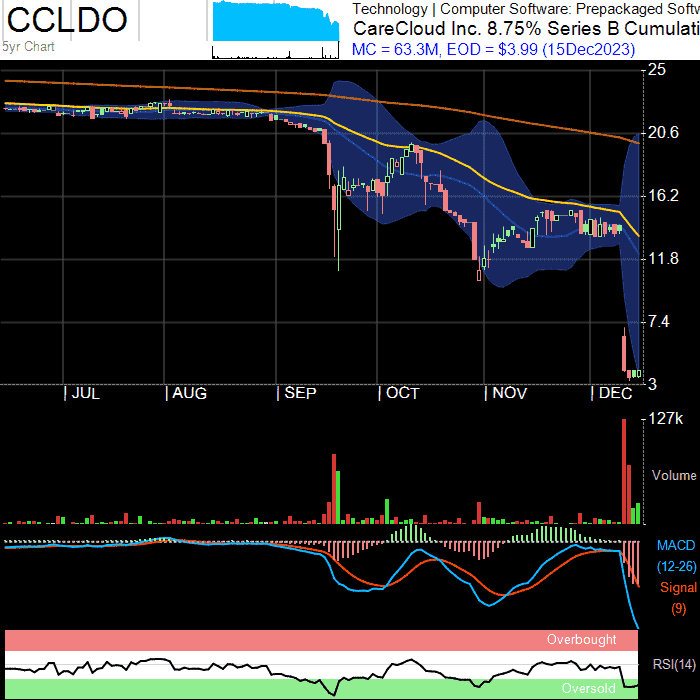 CCLDO
5yr Chart
Technology | Computer Software: Prepackaged Softw
CareCloud Inc. 8.75% Series B Cumulati
MC = 63.3M, EOD = $3.99 (15Dec2023)
25
20.6
16.2
11.8
7.4
3
| JUL | AUG | SEP | OCT | NOV | DEC
127k
Volume
MACD
(12-26)
Signal
(9)
Overbought
RSI(14)
Oversold